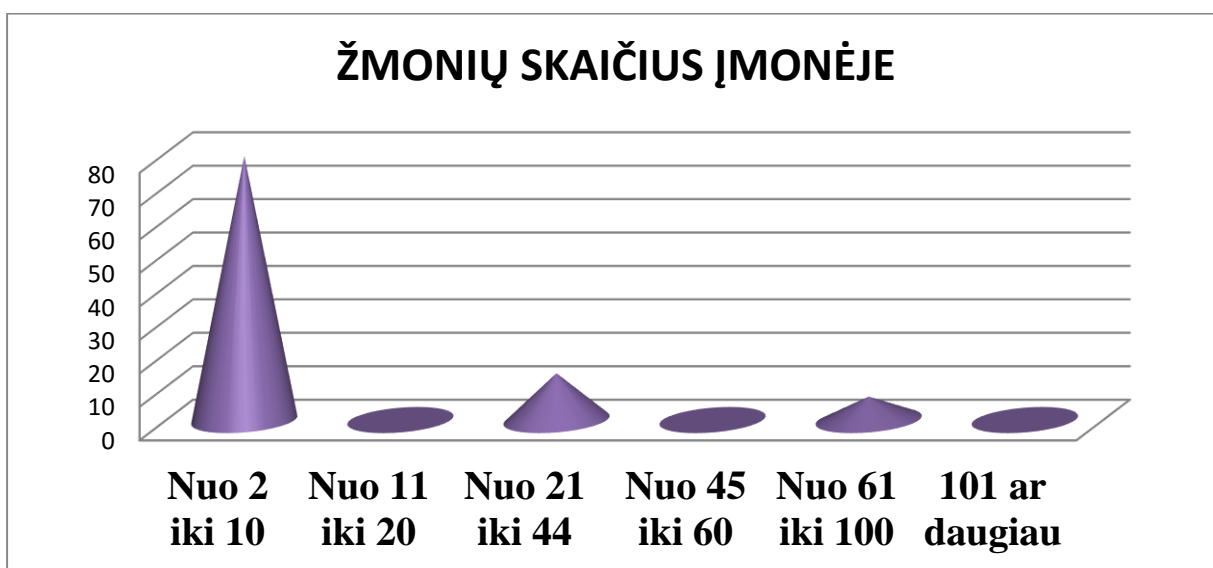 ŽMONIŲ SKAIČIUS ĮMONĖJE
80
70
60
50
40
30
20
10
0
Nuo 2
iki 10
Nuo 11
iki 20
Nuo 21
iki 44
Nuo 45
iki 60
Nuo 61
iki 100
101 ar
daugiau